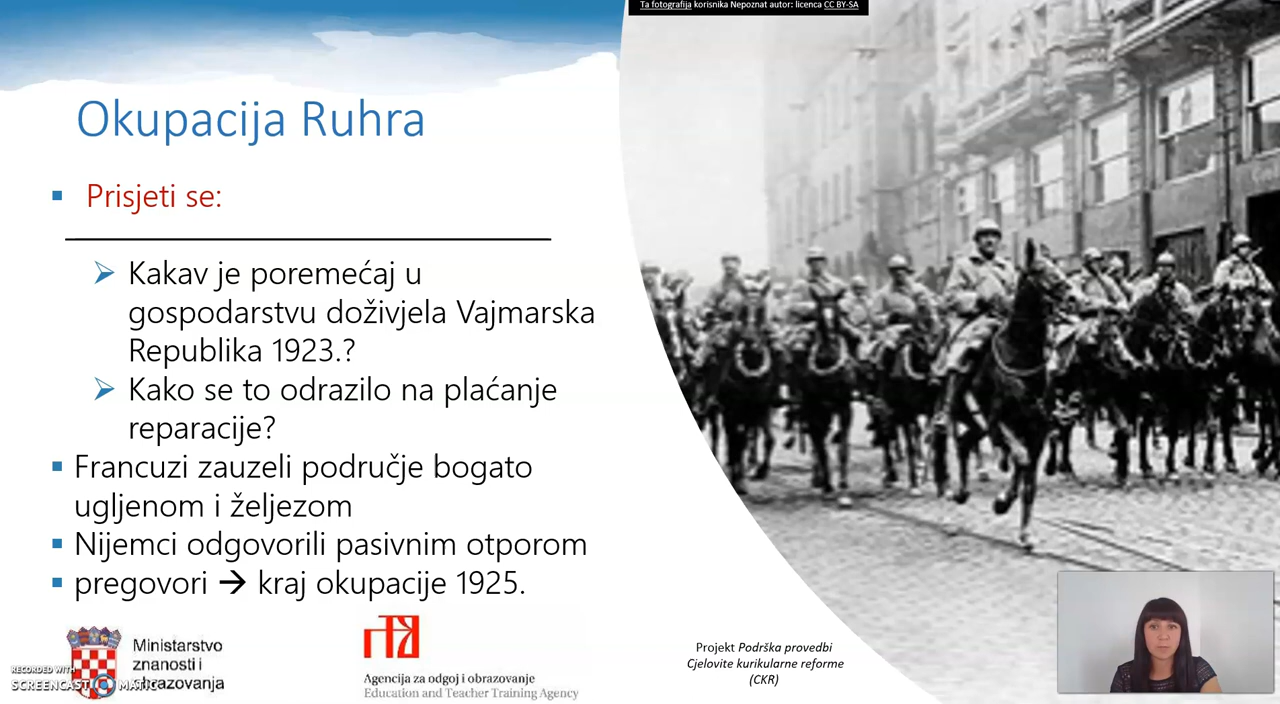 Ta fotografija korisnika Nepoznat autor: licenca CC BY-SA
Okupacija Ruhra
Prisjeti se:
Kakav je poremećaj u
gospodarstvu doživjela Vajmarska
Republika 1923.?
Kako se to odrazilo na plaćanje
reparacije?
Francuzi zauzeli područje bogato
ugljenom i željezom
Nijemci odgovorili pasivnim otporom
pregovori → kraj okupacije 1925.
Ministarstvo
znanosti i
obrazovanja
RECORDED WITH
SCREENCAST MATIC
Agencija za odgoj i obrazovanje
Education and Teacher Training Agency
Projekt Podrška provedbi
Cjelovite kurikularne reforme
(CKR)